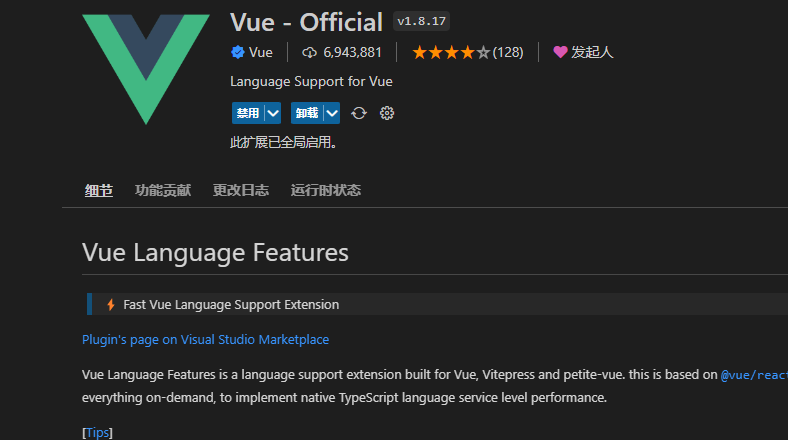 Vue - Official v1.8.17
Vue 6,943,881 (128) 发起人
Language Support for Vue
禁用 卸载
此扩展已全局启用。
细节 功能贡献 更改日志 运行时状态
Vue Language Features
Fast Vue Language Support Extension
Plugin's page on Visual Studio Marketplace
Vue Language Features is a language support extension built for Vue, Vitepress and petite-vue. this is based on @vue/react
everything on-demand, to implement native TypeScript language service level performance.
[Tips]